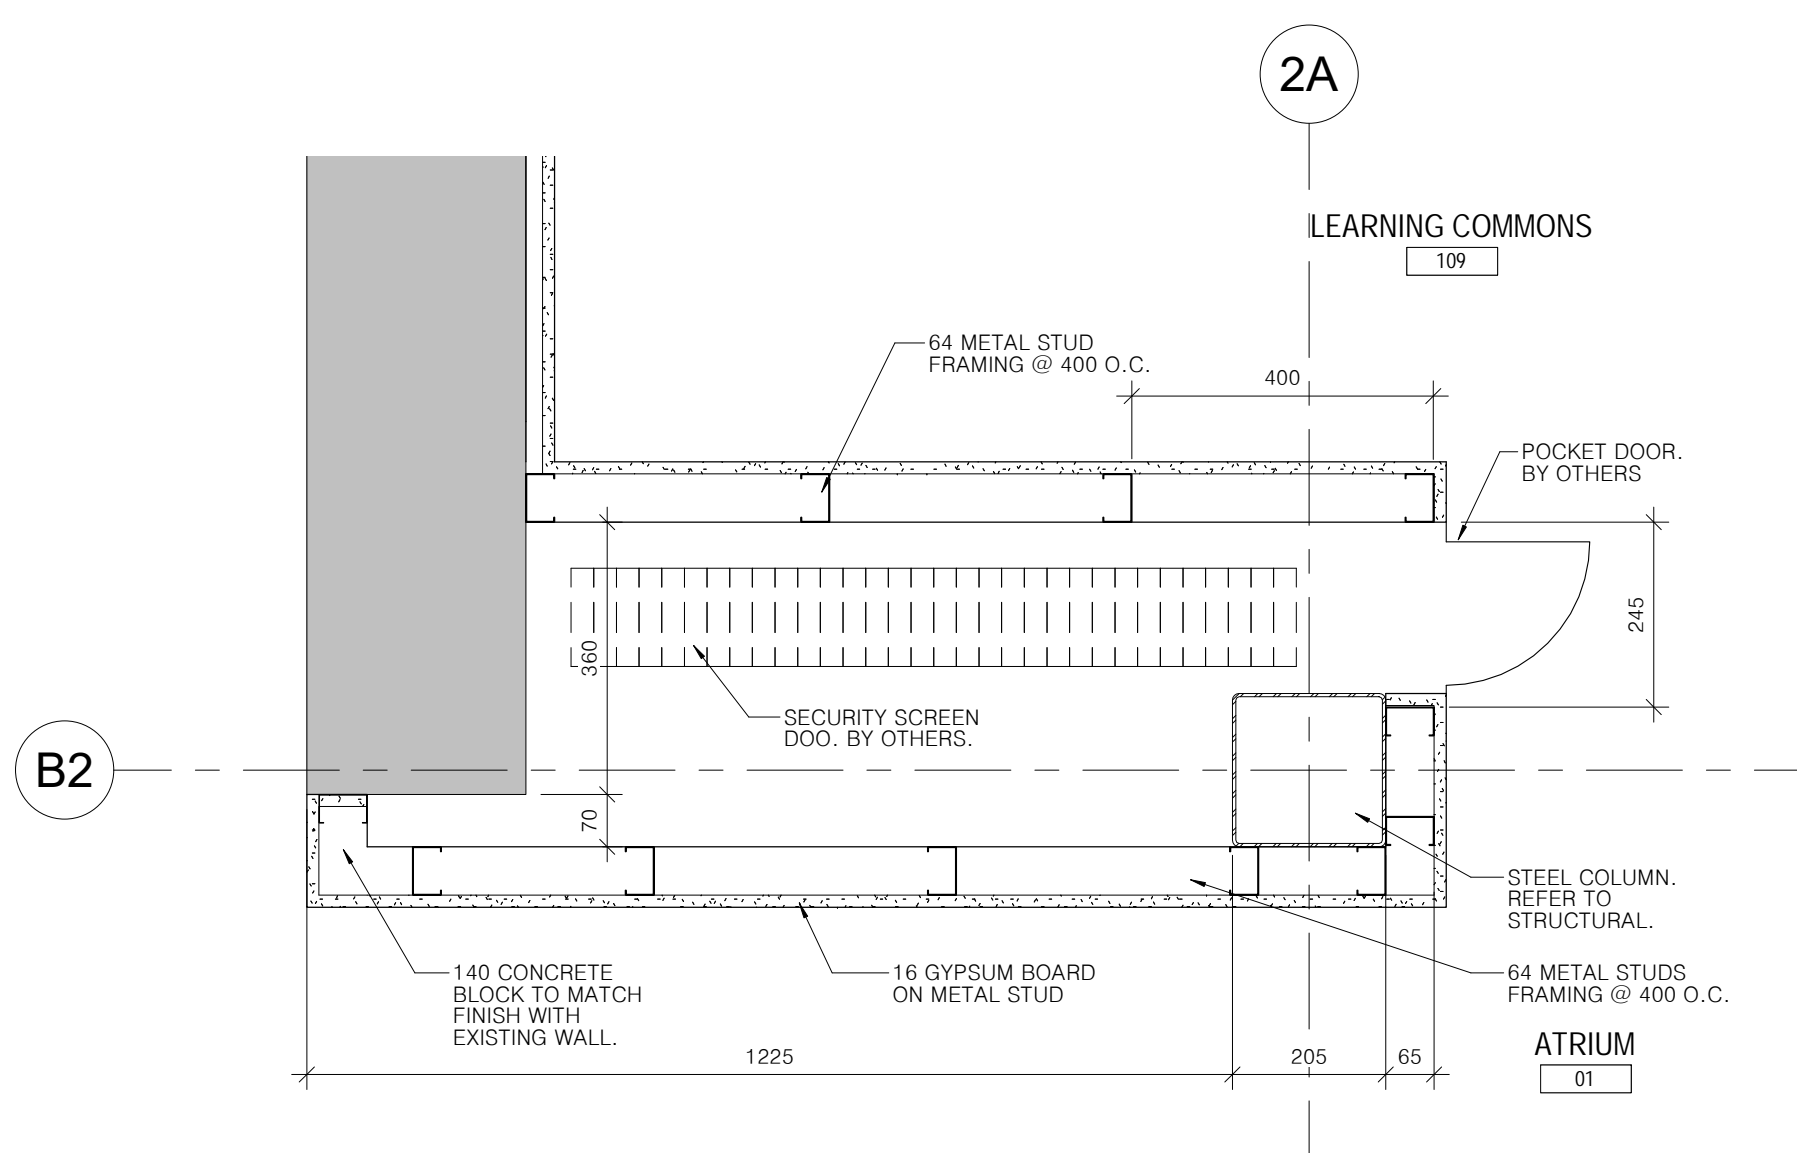 2A
LEARNING COMMONS
109
64 METAL STUD
FRAMING @ 400 O.C.
400
POCKET DOOR.
BY OTHERS
245
360
SECURITY SCREEN
DOO. BY OTHERS.
B2
70
STEEL COLUMN.
REFER TO
STRUCTURAL.
140 CONCRETE
BLOCK TO MATCH
FINISH WITH
EXISTING WALL.
16 GYPSUM BOARD
ON METAL STUD
64 METAL STUDS
FRAMING @ 400 O.C.
ATRIUM
01
1225
205
65